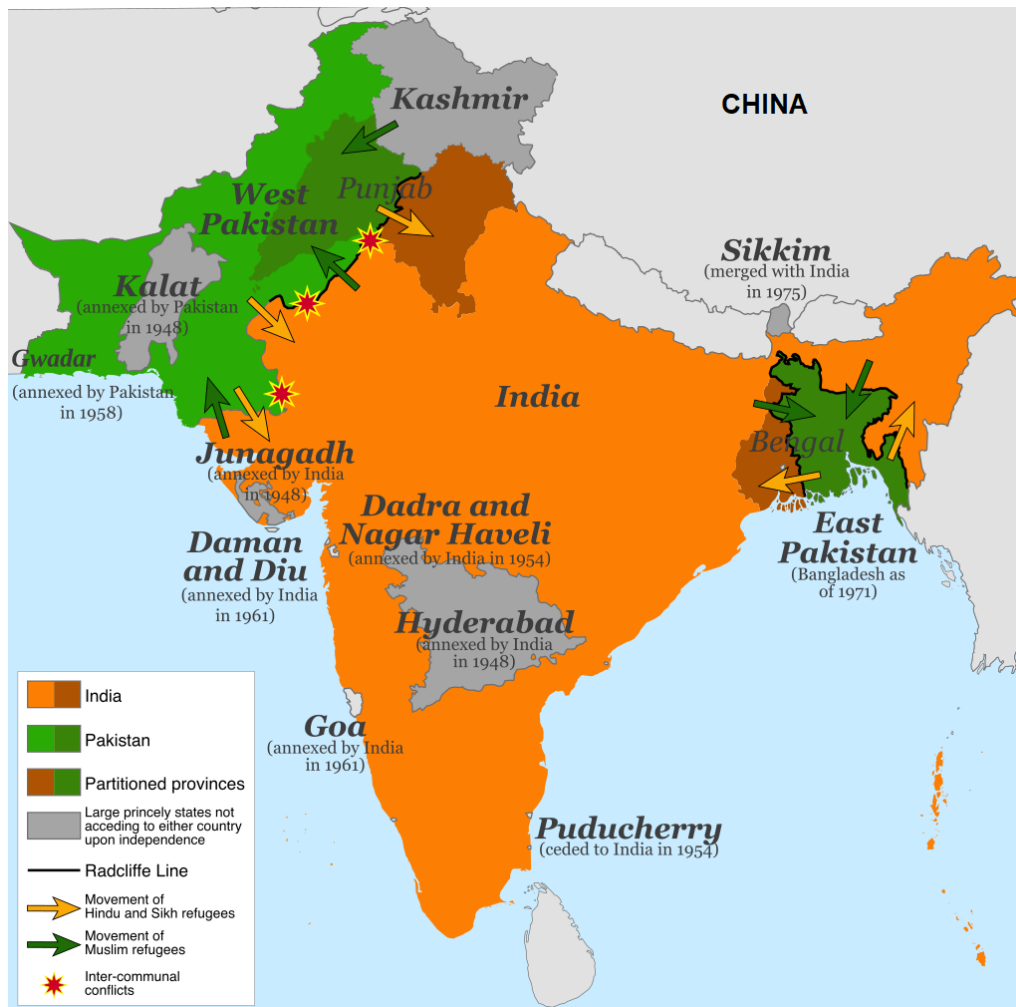 Kashmir
CHINA
Punjab
West
Pakistan
Sikkim
(merged with India
in 1975)
Kalat
(annexed by Pakistan
in 1948)
Gwadar
(annexed by Pakistan
in 1958)
India
Bengal
Junagadh
(annexed by India
in 1948)
Dadra and
Nagar Haveli
(annexed by India in 1954)
East
Pakistan
(Bangladesh as
of 1971)
Daman
and Diu
(annexed by India
in 1961)
Hyderabad
(annexed by India
in 1948)
Goa
(annexed by India
in 1961)
Puducherry
(ceded to India in 1954)
India
Pakistan
Partitioned provinces
Large princely states not
acceding to either country
upon independence
Radcliffe Line
Movement of
Hindu and Sikh refugees
Movement of
Muslim refugees
Inter-communal
conflicts